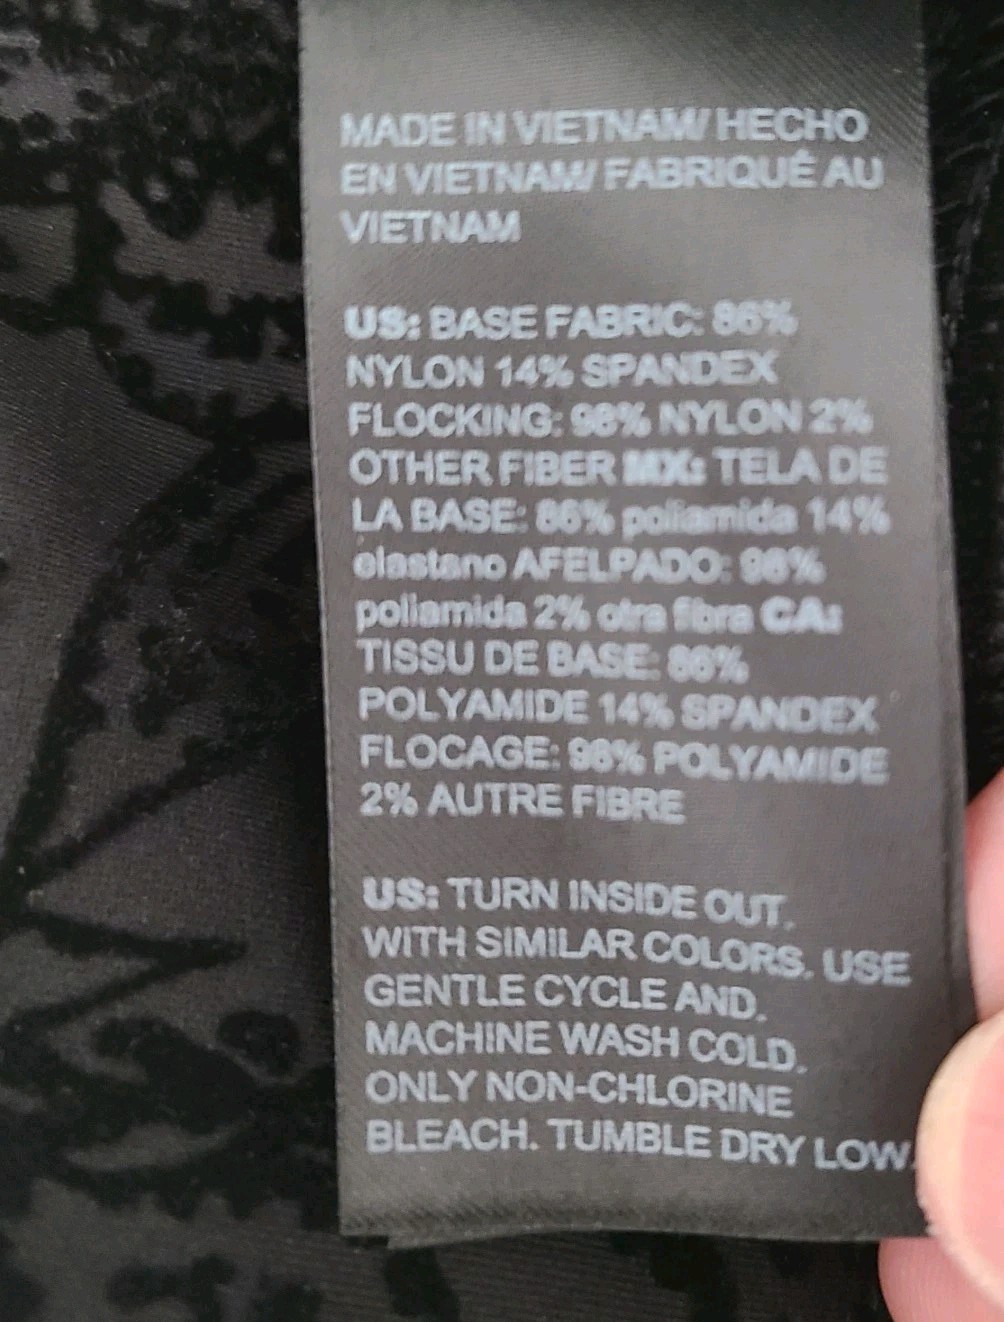 MADE IN VIETNAM/ HECHO
EN VIETNAM/ FABRIQUÉ AU
VIETNAM
US: BASE FABRIC: 86%
NYLON 14% SPANDEX
FLOCKING: 98% NYLON 2%
OTHER FIBER MX: TELA DE
LA BASE: 86% poliamida 14%
elastano AFELPADO: 98%
poliamida 2% otra fibra CA:
TISSU DE BASE: 86%
POLYAMIDE 14% SPANDEX
FLOCAGE: 98% POLYAMIDE
2% AUTRE FIBRE
US: TURN INSIDE OUT.
WITH SIMILAR COLORS. USE
GENTLE CYCLE AND.
MACHINE WASH COLD.
ONLY NON-CHLORINE
BLEACH. TUMBLE DRY LOW.